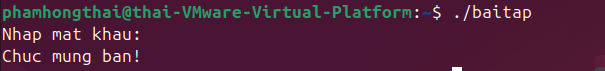 phamhongthai@thai-VMware-Virtual-Platform:~$ ./baitap
Nhap mat khau:
Chuc mung ban!